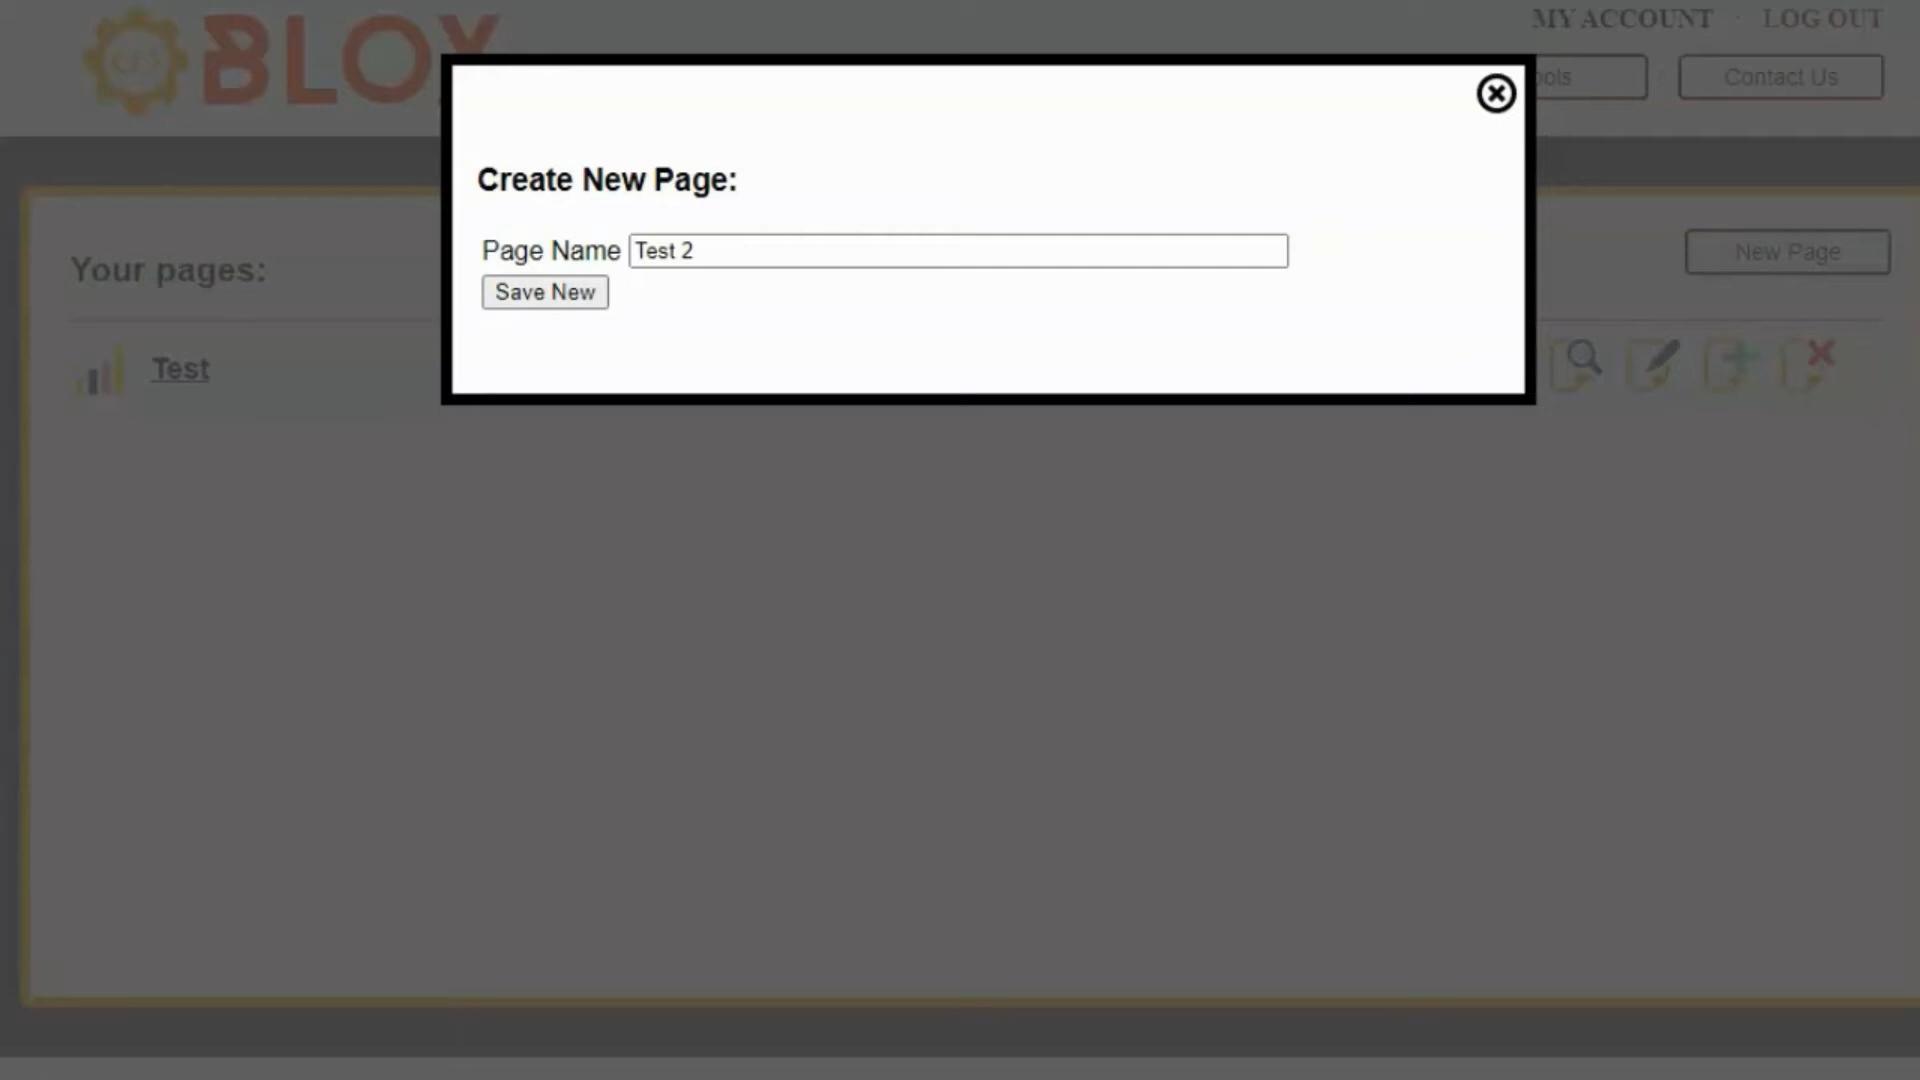 BLOX
MY ACCOUNT · LOG OUT
Contact Us
Create New Page:
Page Name Test 2
Save New
Your pages:
New Page
Test